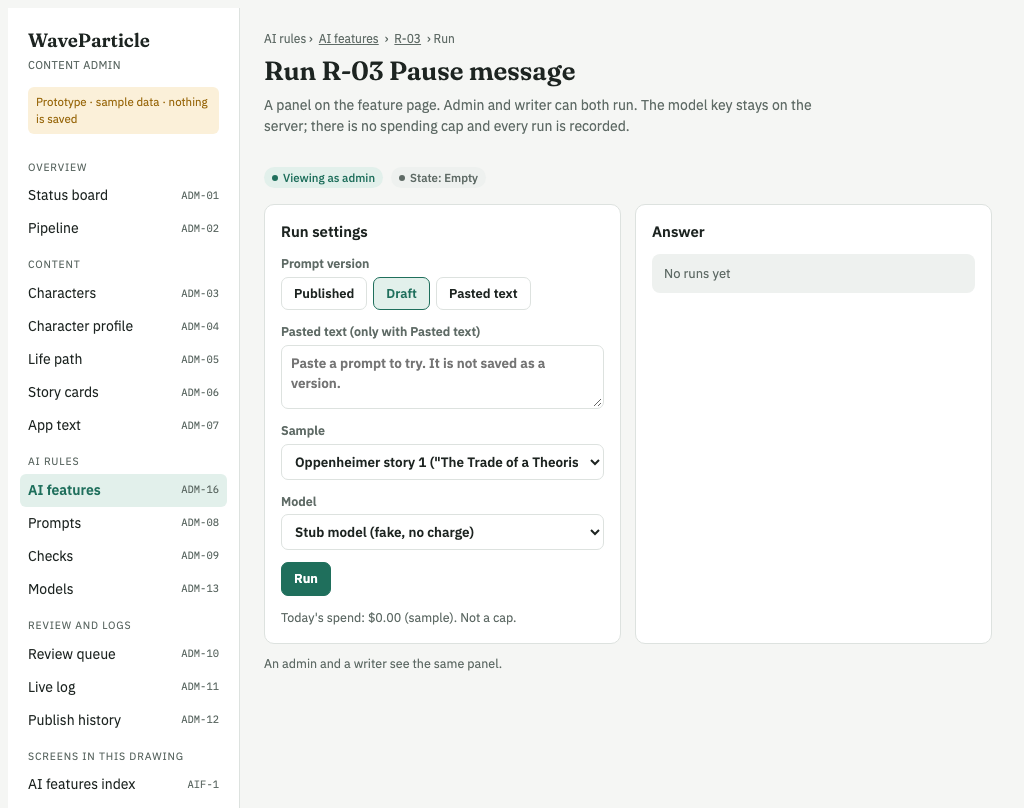 WaveParticle
CONTENT ADMIN
Prototype · sample data · nothing
is saved
OVERVIEW
Status board ADM-01
Pipeline ADM-02
CONTENT
Characters ADM-03
Character profile ADM-04
Life path ADM-05
Story cards ADM-06
App text ADM-07
AI RULES
AI features ADM-16
Prompts ADM-08
Checks ADM-09
Models ADM-13
REVIEW AND LOGS
Review queue ADM-10
Live log ADM-11
Publish history ADM-12
SCREENS IN THIS DRAWING
AI features index AIF-1
AI rules › AI features › R-03 › Run
Run R-03 Pause message
A panel on the feature page. Admin and writer can both run. The model key stays on the
server; there is no spending cap and every run is recorded.
Viewing as admin State: Empty
Run settings
Prompt version
Published Draft Pasted text
Pasted text (only with Pasted text)
Paste a prompt to try. It is not saved as a
version.
Sample
Oppenheimer story 1 ("The Trade of a Theoris
Model
Stub model (fake, no charge)
Run
Today's spend: $0.00 (sample). Not a cap.
Answer
No runs yet
An admin and a writer see the same panel.